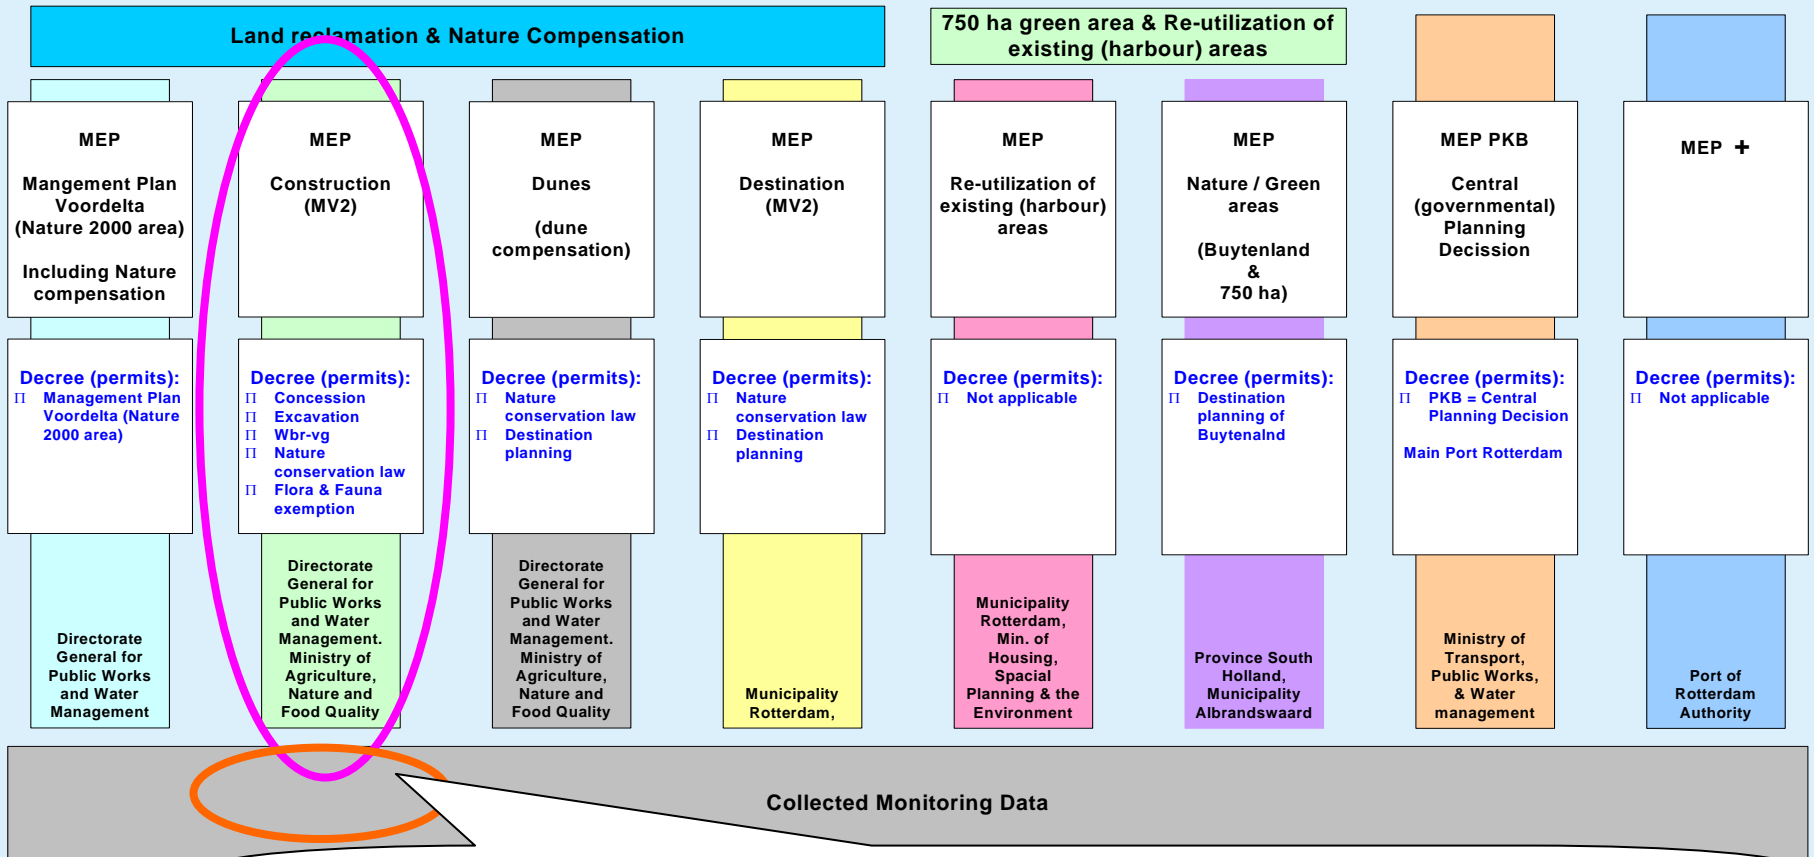 Land reclamation & Nature Compensation
750 ha green area & Re-utilization of
existing (harbour) areas
MEP
Mangement Plan
Voordelta
(Nature 2000 area)
Including Nature
compensation
MEP
Construction
(MV2)
MEP
Dunes
(dune
compensation)
MEP
Destination
(MV2)
MEP
Re-utilization of
existing (harbour)
areas
MEP
Nature / Green
areas
(Buytenland
&
750 ha)
MEP PKB
Central
(governmental)
Planning
Decission
MEP +
Decree (permits):
Π Management Plan
Voordelta (Nature
2000 area)
Decree (permits):
Π Concession
Π Excavation
Π Wbr-vg
Π Nature
conservation law
Π Flora & Fauna
exemption
Decree (permits):
Π Nature
conservation law
Π Destination
planning
Decree (permits):
Π Nature
conservation law
Π Destination
planning
Decree (permits):
Π Not applicable
Decree (permits):
Π Destination
planning of
Buytenalnd
Decree (permits):
Π PKB = Central
Planning Decision
Main Port Rotterdam
Decree (permits):
Π Not applicable
Directorate
General for
Public Works
and Water
Management
Directorate
General for
Public Works
and Water
Management.
Ministry of
Agriculture,
Nature and
Food Quality
Directorate
General for
Public Works
and Water
Management.
Ministry of
Agriculture,
Nature and
Food Quality
Municipality
Rotterdam,
Municipality
Rotterdam,
Min. of
Housing,
Spacial
Planning & the
Environment
Province South
Holland,
Municipality
Albrandswaard
Ministry of
Transport,
Public Works,
& Water
management
Port of
Rotterdam
Authority
Collected Monitoring Data